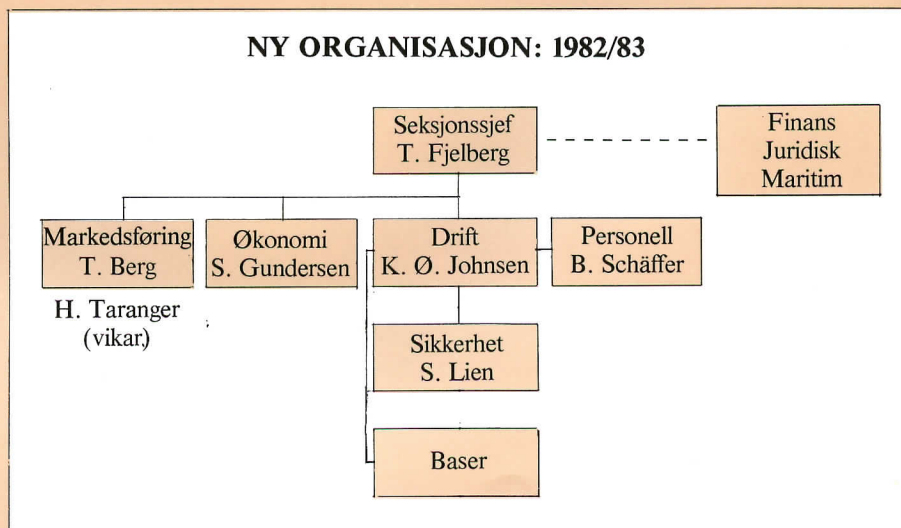 NY ORGANISASJON: 1982/83
Seksjonssjef
T. Fjelberg
Finans
Juridisk
Maritim
Markedsføring
T. Berg
H. Taranger
(vikar,)
Økonomi
S. Gundersen
Drift
K. Ø. Johnsen
Personell
B. Schäffer
Sikkerhet
S. Lien
Baser